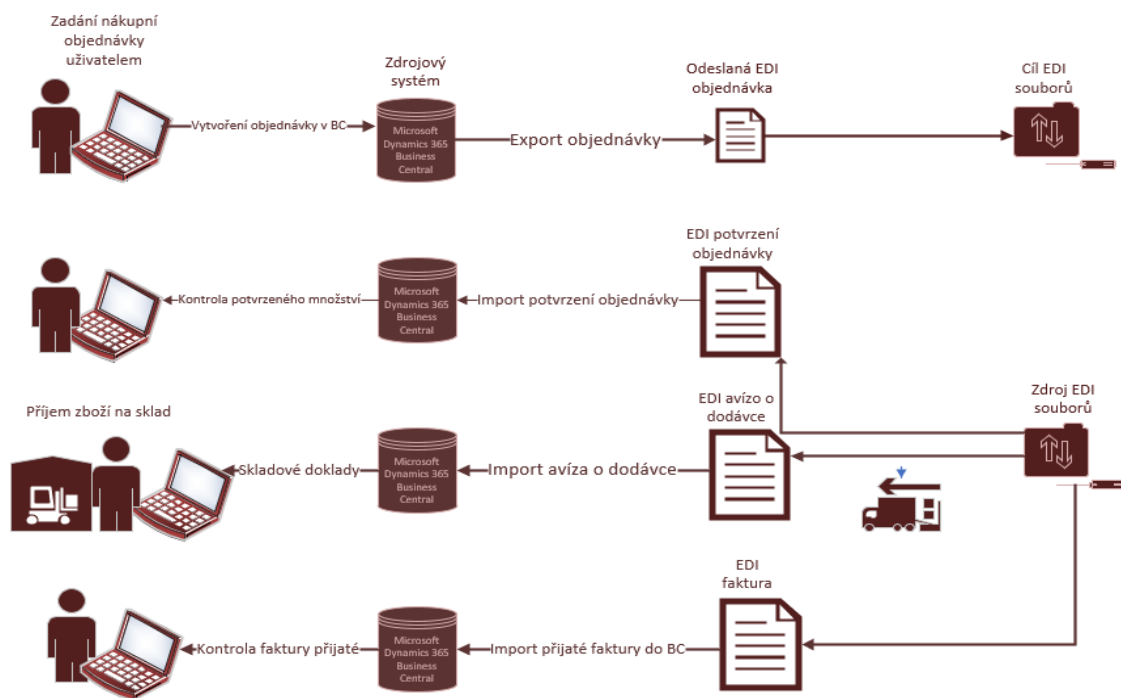 Zadání nákupní
objednávky
uživatelem
Zdrojový
systém
Odeslaná EDI
objednávka
Cíl EDI
souborů
Vytvoření objednávky v BC
Microsoft
Dynamics 365
Business
Central
Export objednávky
EDI potvrzení
objednávky
Kontrola potvrzeného množství
Microsoft
Dynamics 365
Business
Central
Import potvrzení objednávky
Příjem zboží na sklad
EDI avízo o
dodávce
Zdroj EDI
souborů
Skladové doklady
Microsoft
Dynamics 365
Business
Central
Import avíza o dodávce
EDI
faktura
Kontrola faktury přijaté
Microsoft
Dynamics 365
Business
Central
Import přijaté faktury do BC